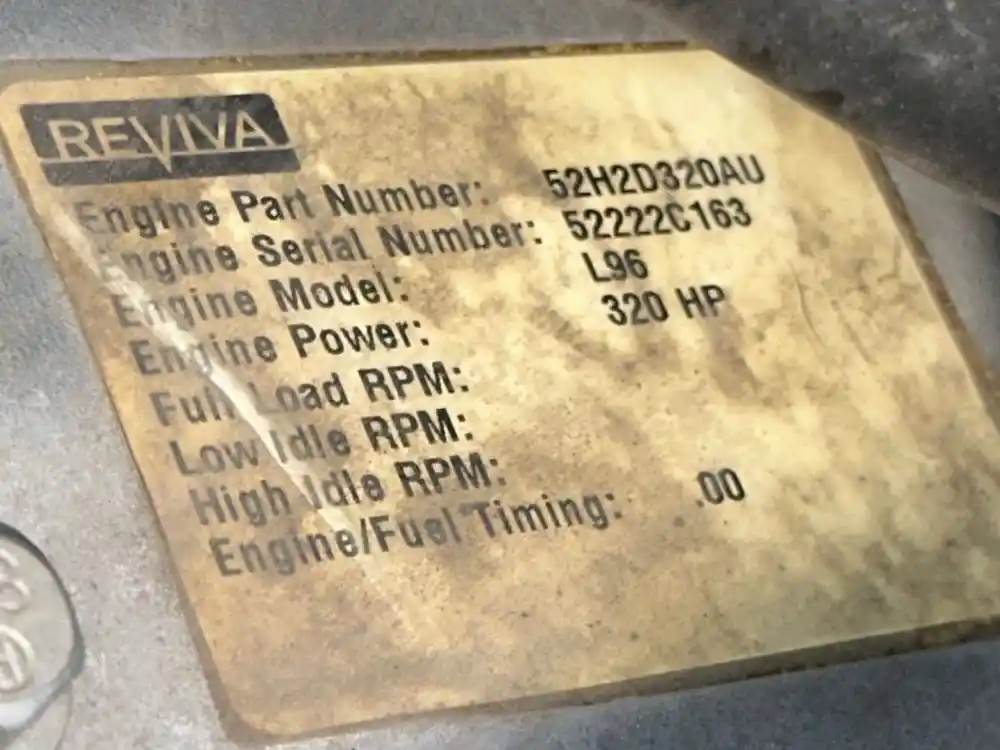 REVIVA
Engine Part Number: 52H2D320AU
Engine Serial Number: 52222C163
Engine Model: L96
Engine Power: 320 HP
Full Load RPM:
Low Idle RPM:
High Idle RPM:
Engine/Fuel Timing: .00